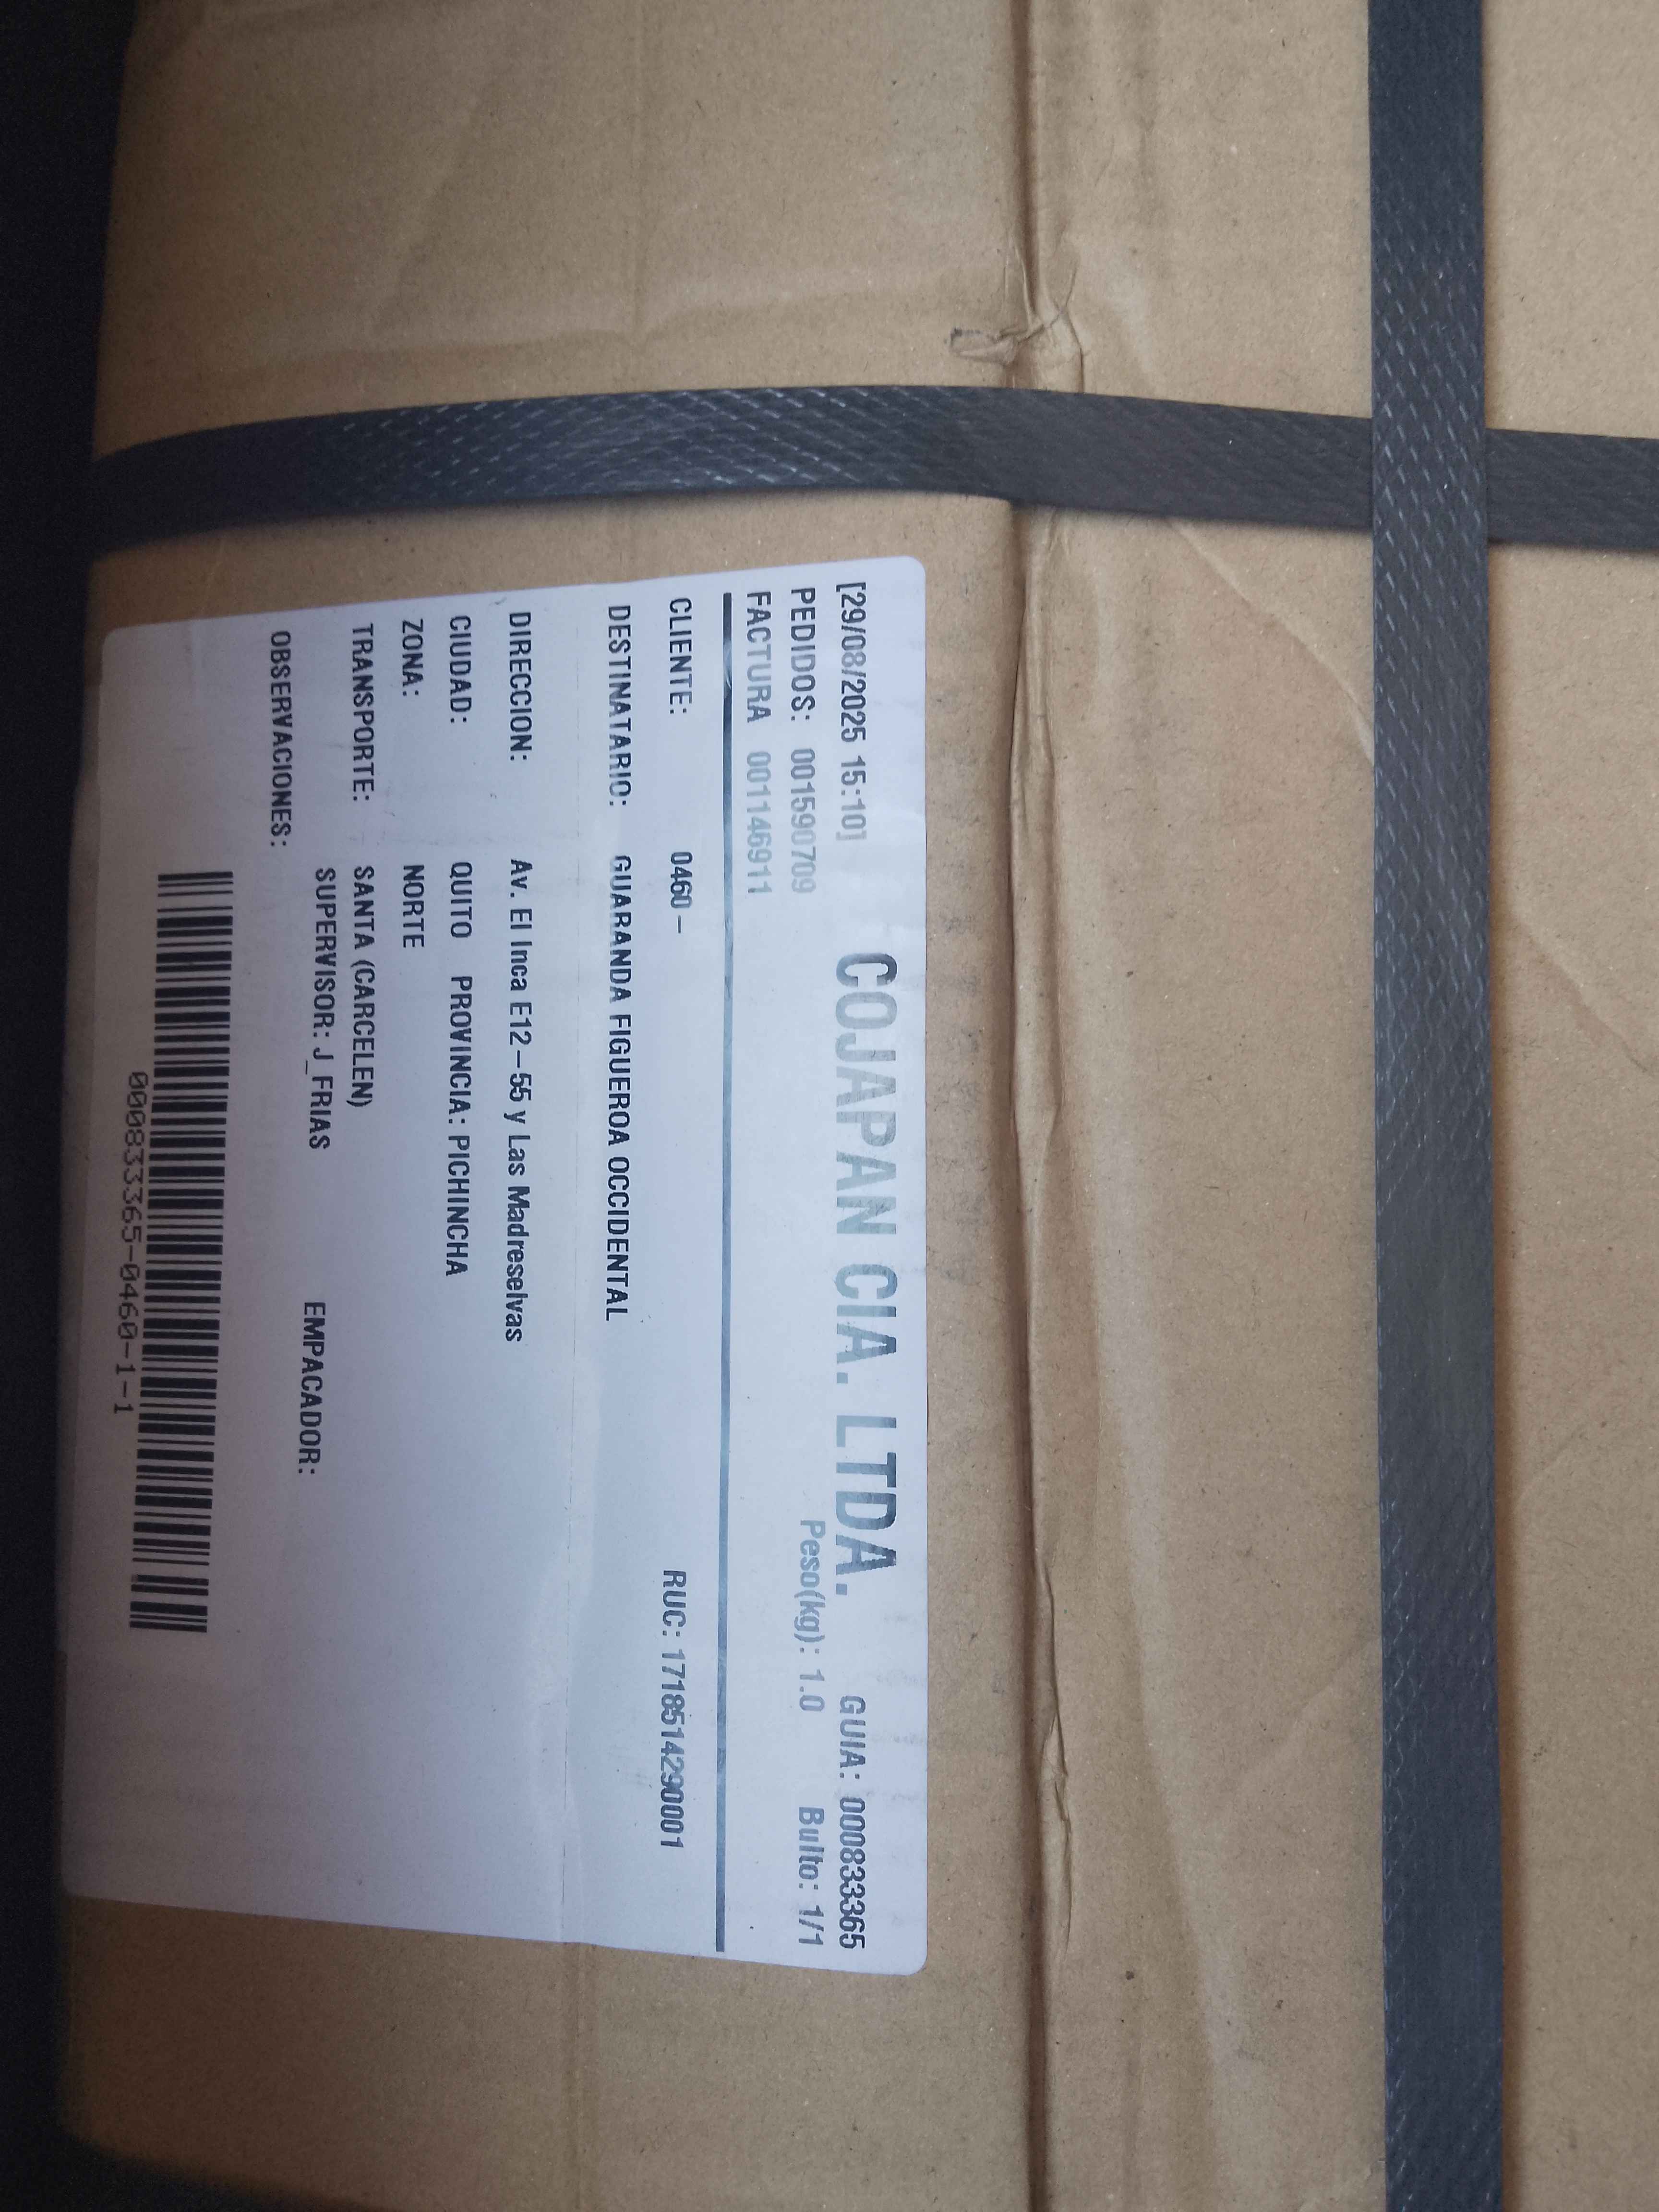 [29/08/2025 15:10] COJAPAN CIA. LTDA. GUIA: 000833365
PEDIDOS: 001590709 Peso(kg): 1.0 Bulto: 1/1
FACTURA 001146911
CLIENTE: 0460– RUC: 1718514290001
DESTINATARIO: GUARANDA FIGUEROA OCCIDENTAL
DIRECCION: Av. El Inca E12–55 y Las Madreselvas
CIUDAD: QUITO PROVINCIA: PICHINCHA
ZONA: NORTE
TRANSPORTE: SANTA (CARCELEN)
SUPERVISOR: J_FRIAS EMPACADOR:
OBSERVACIONES:
000833365-0460-1-1